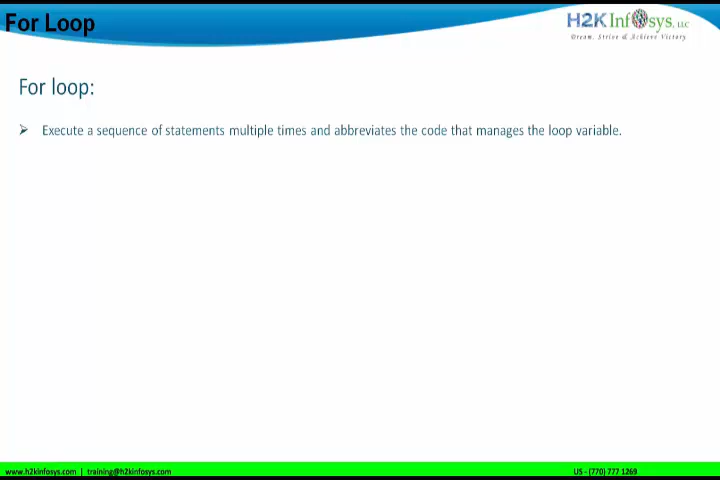 For Loop
H2K Infosys, LLC
Dream, Strive & Achieve Victory
For loop:
➢ Execute a sequence of statements multiple times and abbreviates the code that manages the loop variable.
www.h2kinfosys.com | training@h2kinfosys.com
US - (770) 777 1269